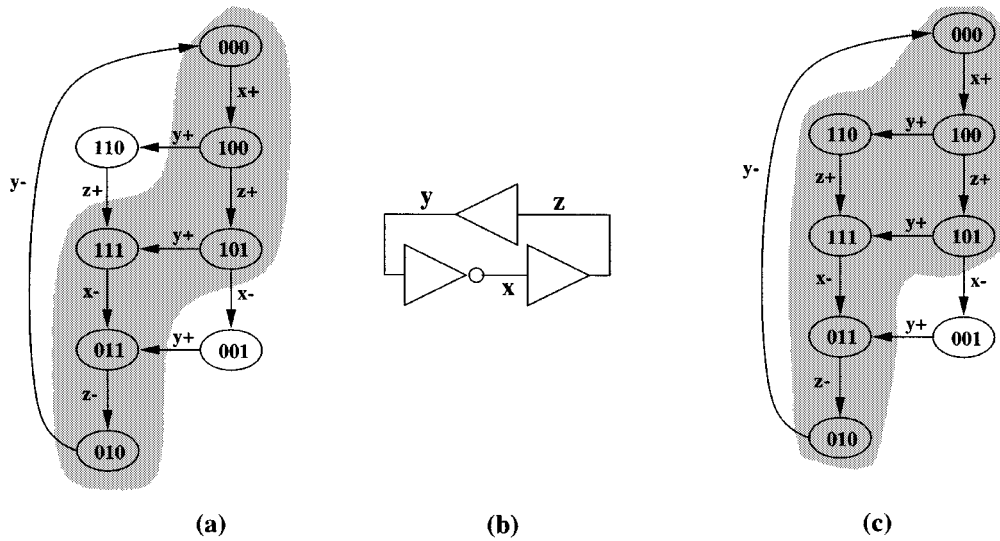 000
x+
110
y+
100
y-
z+
z+
111
y+
101
x-
x-
011
y+
001
z-
010
(a)
y
z
x
(b)
000
x+
110
y+
100
y-
z+
z+
111
y+
101
x-
x-
011
y+
001
z-
010
(c)